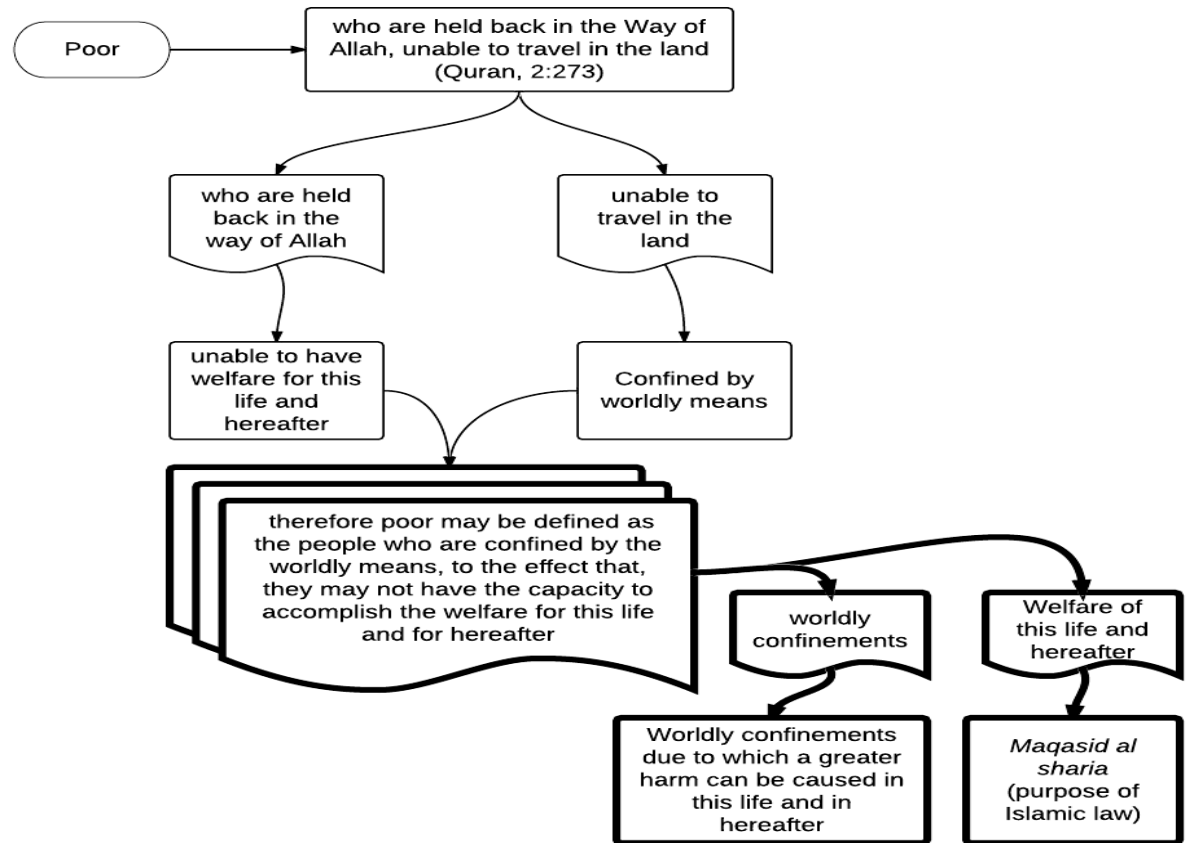 Poor
who are held back in the Way of
Allah, unable to travel in the land
(Quran, 2:273)
who are held
back in the
way of Allah
unable to
travel in the
land
unable to have
welfare for this
life and
hereafter
Confined by
worldly means
therefore poor may be defined as
the people who are confined by the
worldly means, to the effect that,
they may not have the capacity to
accomplish the welfare for this life
and for hereafter
worldly
confinements
Welfare of
this life and
hereafter
Worldly confinements
due to which a greater
harm can be caused in
this life and in
hereafter
Maqasid al
sharia
(purpose of
Islamic law)